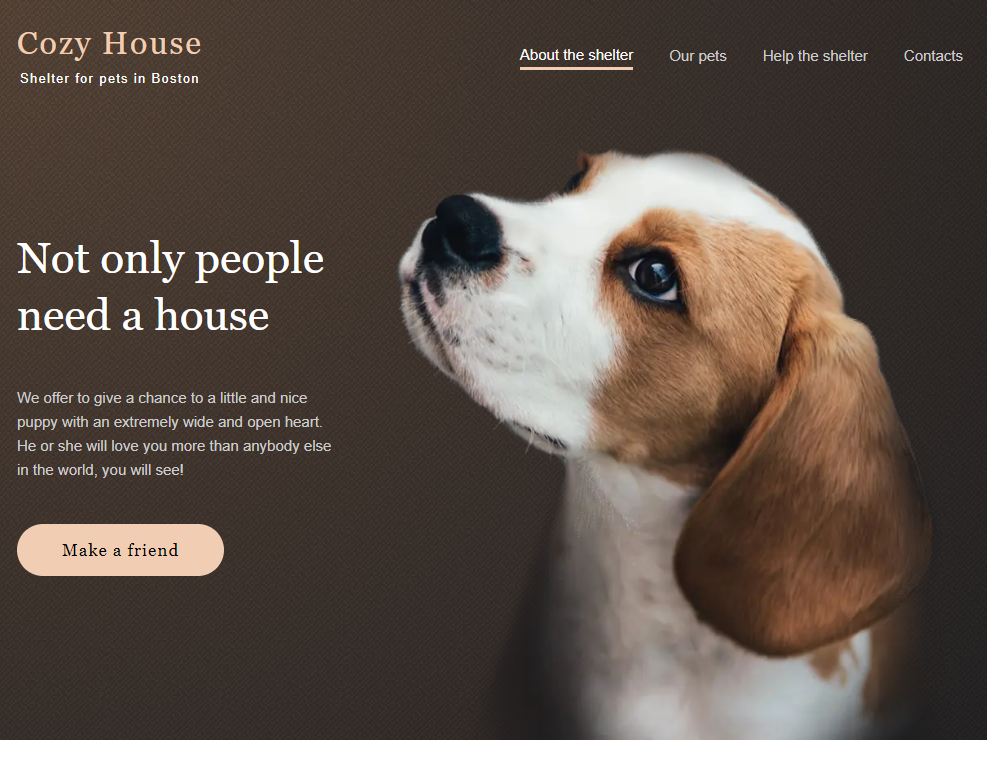 Cozy House
Shelter for pets in Boston
About the shelter
Our pets
Help the shelter
Contacts
Not only people
need a house
We offer to give a chance to a little and nice
puppy with an extremely wide and open heart.
He or she will love you more than anybody else
in the world, you will see!
Make a friend